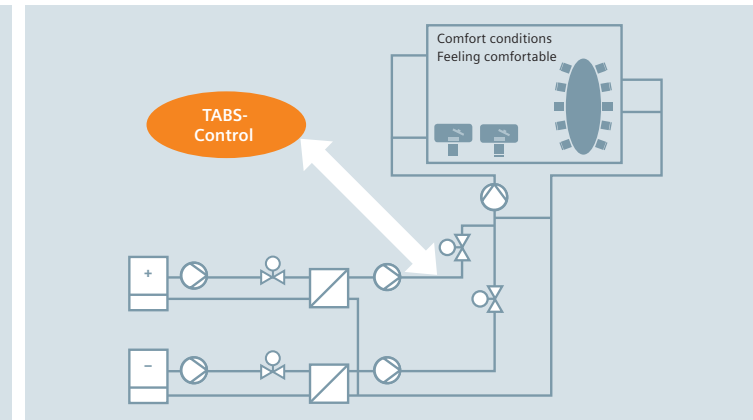 Comfort conditions
Feeling comfortable
TABS-
Control
+
–